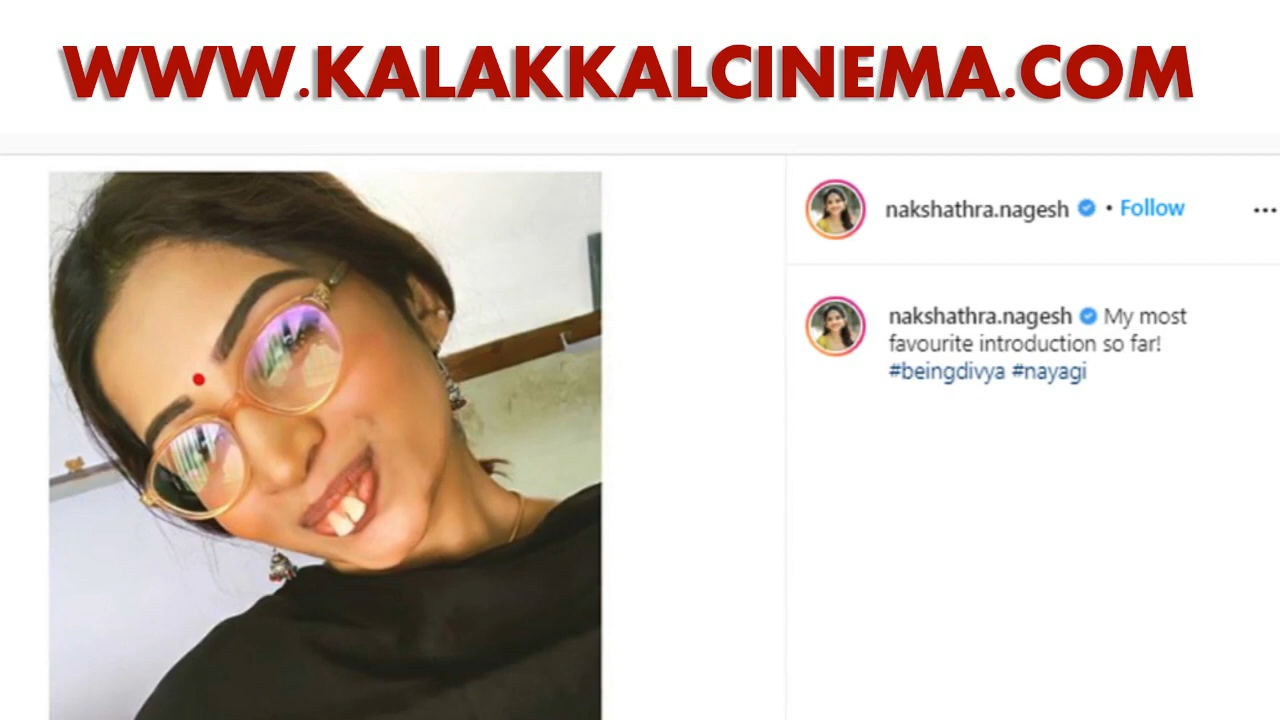 WWW.KALAKKALCINEMA.COM
nakshathra.nagesh • Follow
nakshathra.nagesh My most
favourite introduction so far!
#beingdivya #nayagi